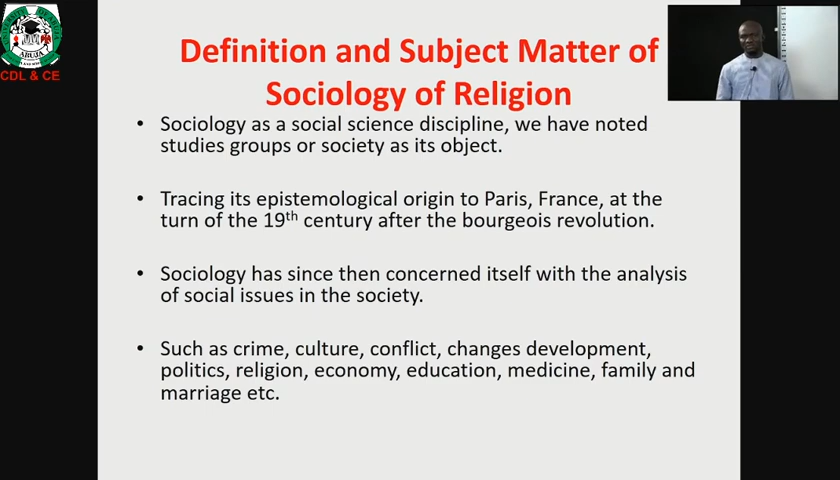 ABUJA
CDL & CE
Definition and Subject Matter of
Sociology of Religion
• Sociology as a social science discipline, we have noted
studies groups or society as its object.
• Tracing its epistemological origin to Paris, France, at the
turn of the 19th century after the bourgeois revolution.
• Sociology has since then concerned itself with the analysis
of social issues in the society.
• Such as crime, culture, conflict, changes development,
politics, religion, economy, education, medicine, family and
marriage etc.